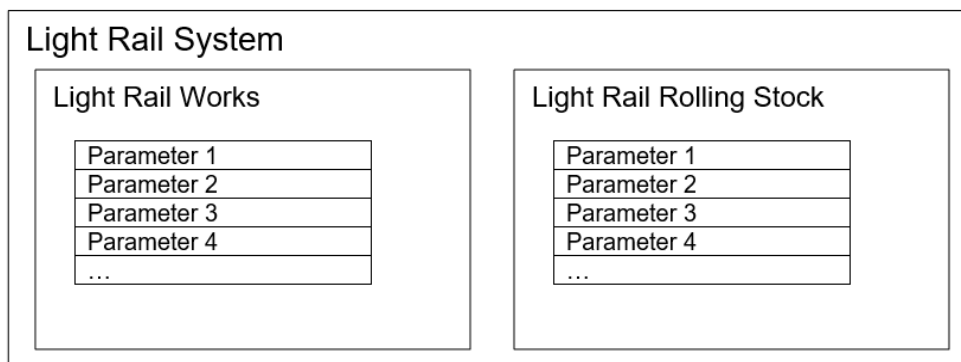 Light Rail System
Light Rail Works
Parameter 1
Parameter 2
Parameter 3
Parameter 4
…
Light Rail Rolling Stock
Parameter 1
Parameter 2
Parameter 3
Parameter 4
…